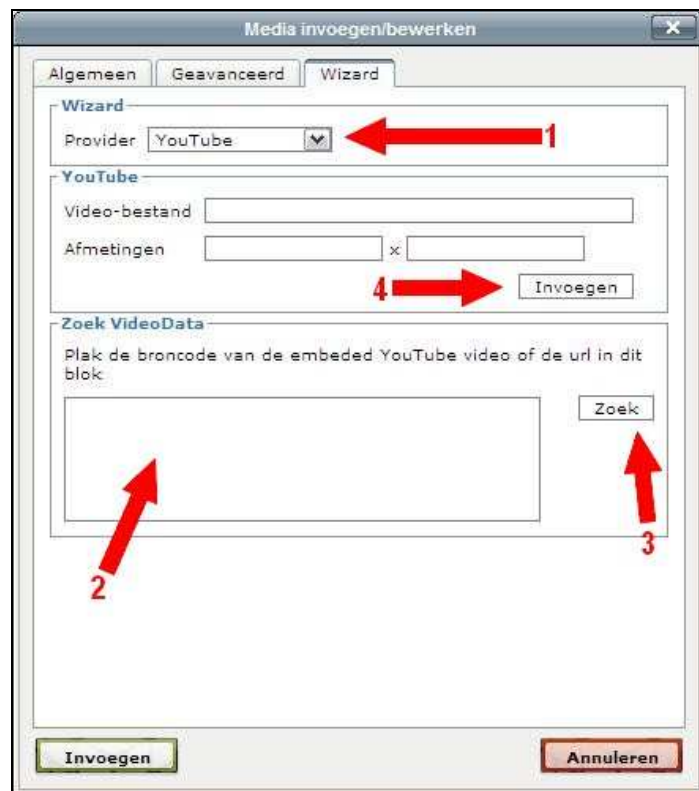 Media invoegen/bewerken
Algemeen Geavanceerd Wizard
Wizard
Provider YouTube 1
YouTube
Video-bestand
Afmetingen x
4 Invoegen
Zoek VideoData
Plak de broncode van de embeded YouTube video of de url in dit
blok
Zoek
2
3
Invoegen Annuleren